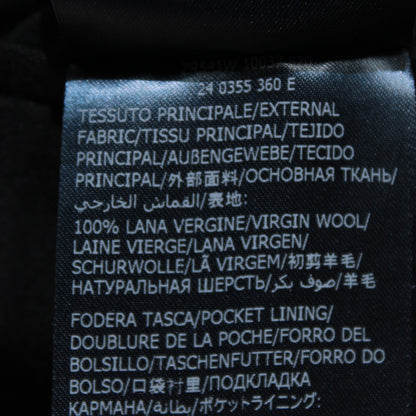 24 0355 360 E
TESSUTO PRINCIPALE/EXTERNAL
FABRIC/TISSU PRINCIPAL/TEJIDO
PRINCIPAL/AUßENGEWEBE/TECIDO
PRINCIPAL/外部面料/ОСНОВНАЯ ТКАНЬ/
القماش الخارجي/表地:
100% LANA VERGINE/VIRGIN WOOL/
LAINE VIERGE/LANA VIRGEN/
SCHURWOLLE/LÃ VIRGEM/初剪羊毛/
НАТУРАЛЬНАЯ ШЕРСТЬ/صوف بكر/羊毛
FODERA TASCA/POCKET LINING/
DOUBLURE DE LA POCHE/FORRO DEL
BOLSILLO/TASCHENFUTTER/FORRO DO
BOLSO/口袋衬里/ПОДКЛАДКА
КАРМАНА/بطانة/ポケットライニング: